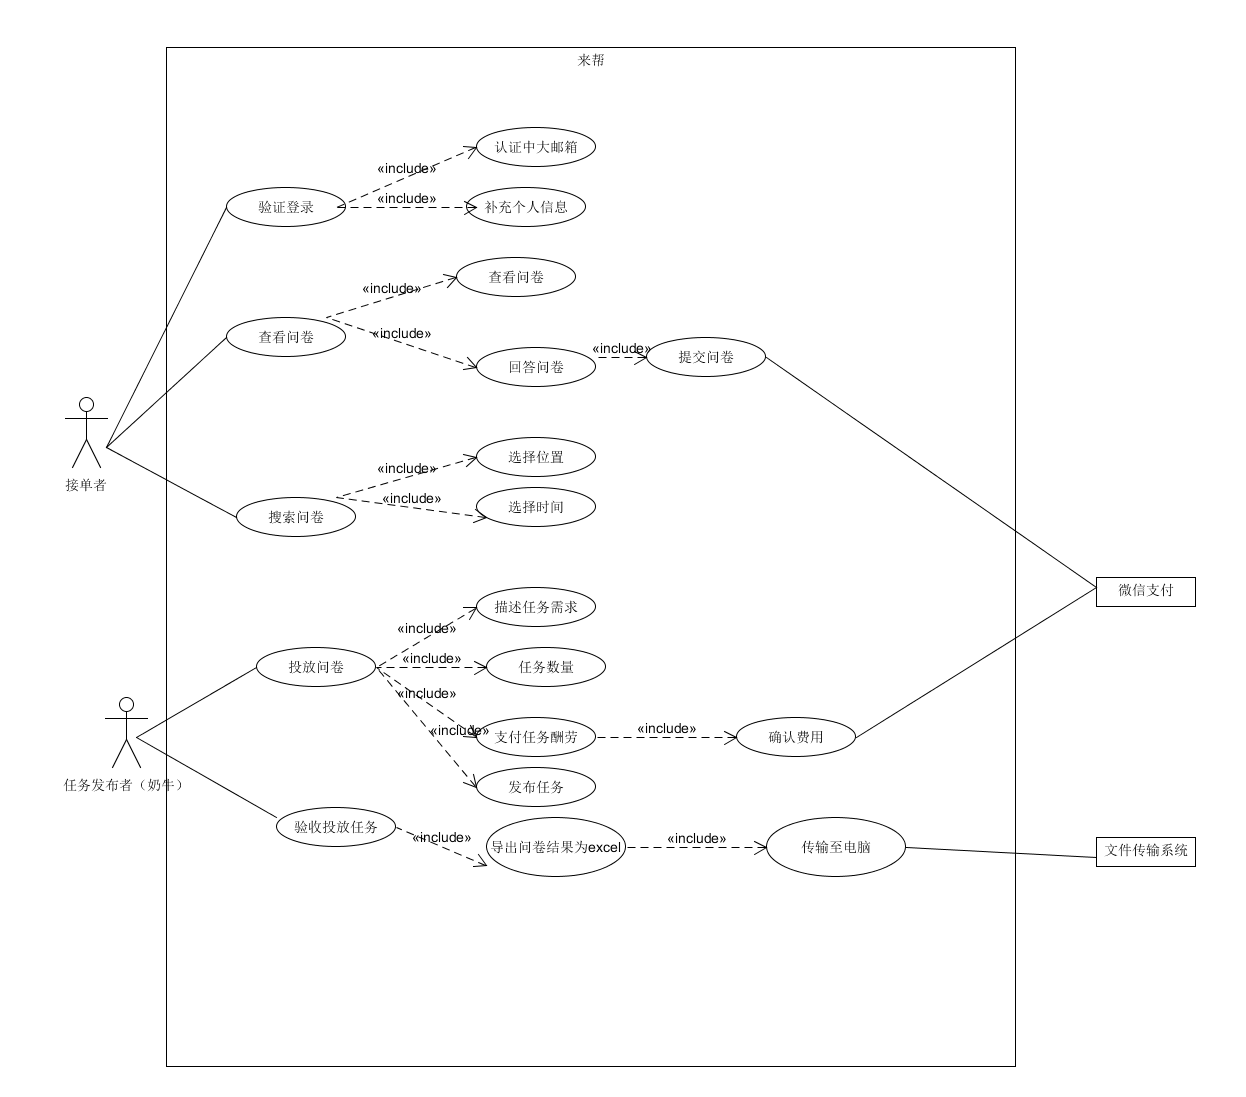 来帮
认证中大邮箱
«include»
验证登录
«include»
补充个人信息
查看问卷
«include»
查看问卷
«include»
回答问卷
«include»
提交问卷
接单者
选择位置
«include»
选择时间
«include»
搜索问卷
微信支付
描述任务需求
«include»
投放问卷
«include»
任务数量
«include»
支付任务酬劳
«include»
«include»
确认费用
发布任务
任务发布者（奶牛）
验收投放任务
«include»
导出问卷结果为excel
«include»
传输至电脑
文件传输系统